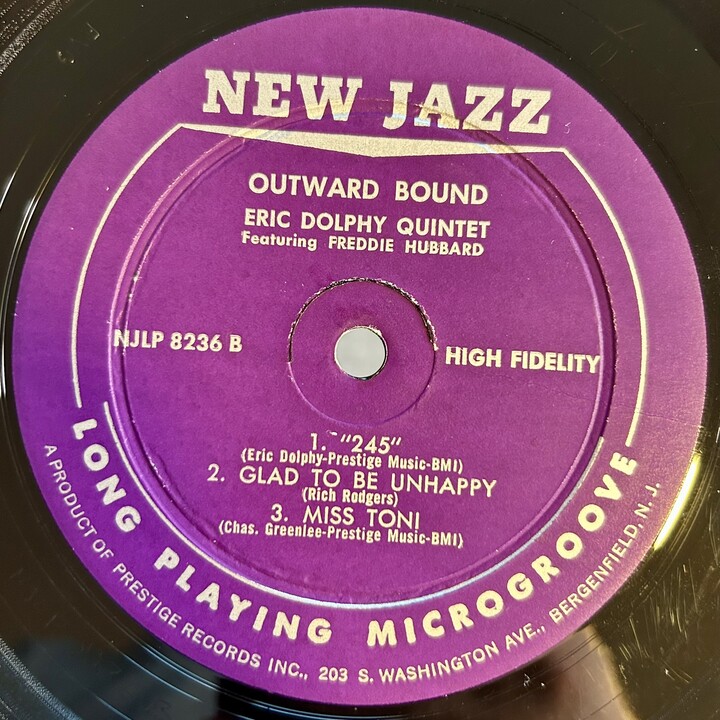 NEW JAZZ
OUTWARD BOUND
ERIC DOLPHY QUINTET
Featuring FREDDIE HUBBARD
NJLP 8236 B
HIGH FIDELITY
1. "245"
(Eric Dolphy-Prestige Music-BMI)
2. GLAD TO BE UNHAPPY
(Rich Rodgers)
3. MISS TONI
(Chas. Greenlee-Prestige Music-BMI)
LONG PLAYING MICROGROOVE
A PRODUCT OF PRESTIGE RECORDS INC., 203 S. WASHINGTON AVE., BERGENFIELD, N. J.